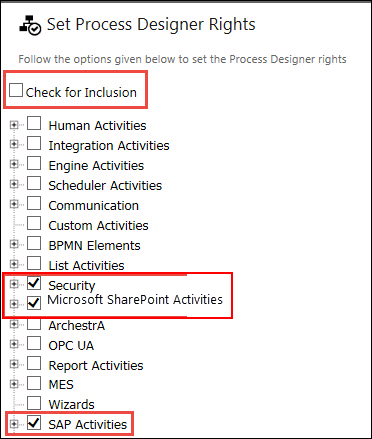 Set Process Designer Rights
Follow the options given below to set the Process Designer rights
Check for Inclusion
Human Activities
Integration Activities
Engine Activities
Scheduler Activities
Communication
Custom Activities
BPMN Elements
List Activities
Security
Microsoft SharePoint Activities
ArchestrA
OPC UA
Report Activities
MES
Wizards
SAP Activities